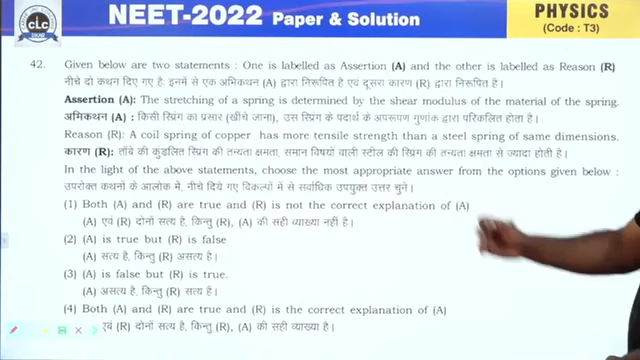 CLC
SIKAR
NEET-2022 Paper & Solution
PHYSICS
(Code : T3)
42. Given below are two statements : One is labelled as Assertion (A) and the other is labelled as Reason (R)
नीचे दो कथन दिए गए है: इनमें से एक अभिकथन (A) द्वारा निरूपित है एवं दूसरा कारण (R) द्वारा निरूपित है।
Assertion (A): The stretching of a spring is determined by the shear modulus of the material of the spring.
अभिकथन (A) : किसी स्प्रिंग का प्रसार (खींचे जाना), उस स्प्रिंग के पदार्थ के अपरूपण गुणांक द्वारा परिकलित होता है।
Reason (R): A coil spring of copper has more tensile strength than a steel spring of same dimensions.
कारण (R): ताँबे की कुंडलित स्प्रिंग की तन्यता क्षमता, समान विषयों वाली स्टील की स्प्रिंग की तन्यता क्षमता से ज्यादा होती है।
In the light of the above statements, choose the most appropriate answer from the options given below :
उपरोक्त कथनों के आलोक में, नीचे दिये गए विकल्पों में से सर्वाधिक उपयुक्त उत्तर चुने।
(1) Both (A) and (R) are true and (R) is not the correct explanation of (A)
(A) एवं (R) दोनों सत्य है, किन्तु (R), (A) की सही व्याख्या नहीं है।
(2) (A) is true but (R) is false
(A) सत्य है, किन्तु (R) असत्य है।
(3) (A) is false but (R) is true.
(A) असत्य है, किन्तु (R) सत्य है।
(4) Both (A) and (R) are true and (R) is the correct explanation of (A)
एवं (R) दोनों सत्य है, किन्तु (R), (A) की सही व्याख्या है।